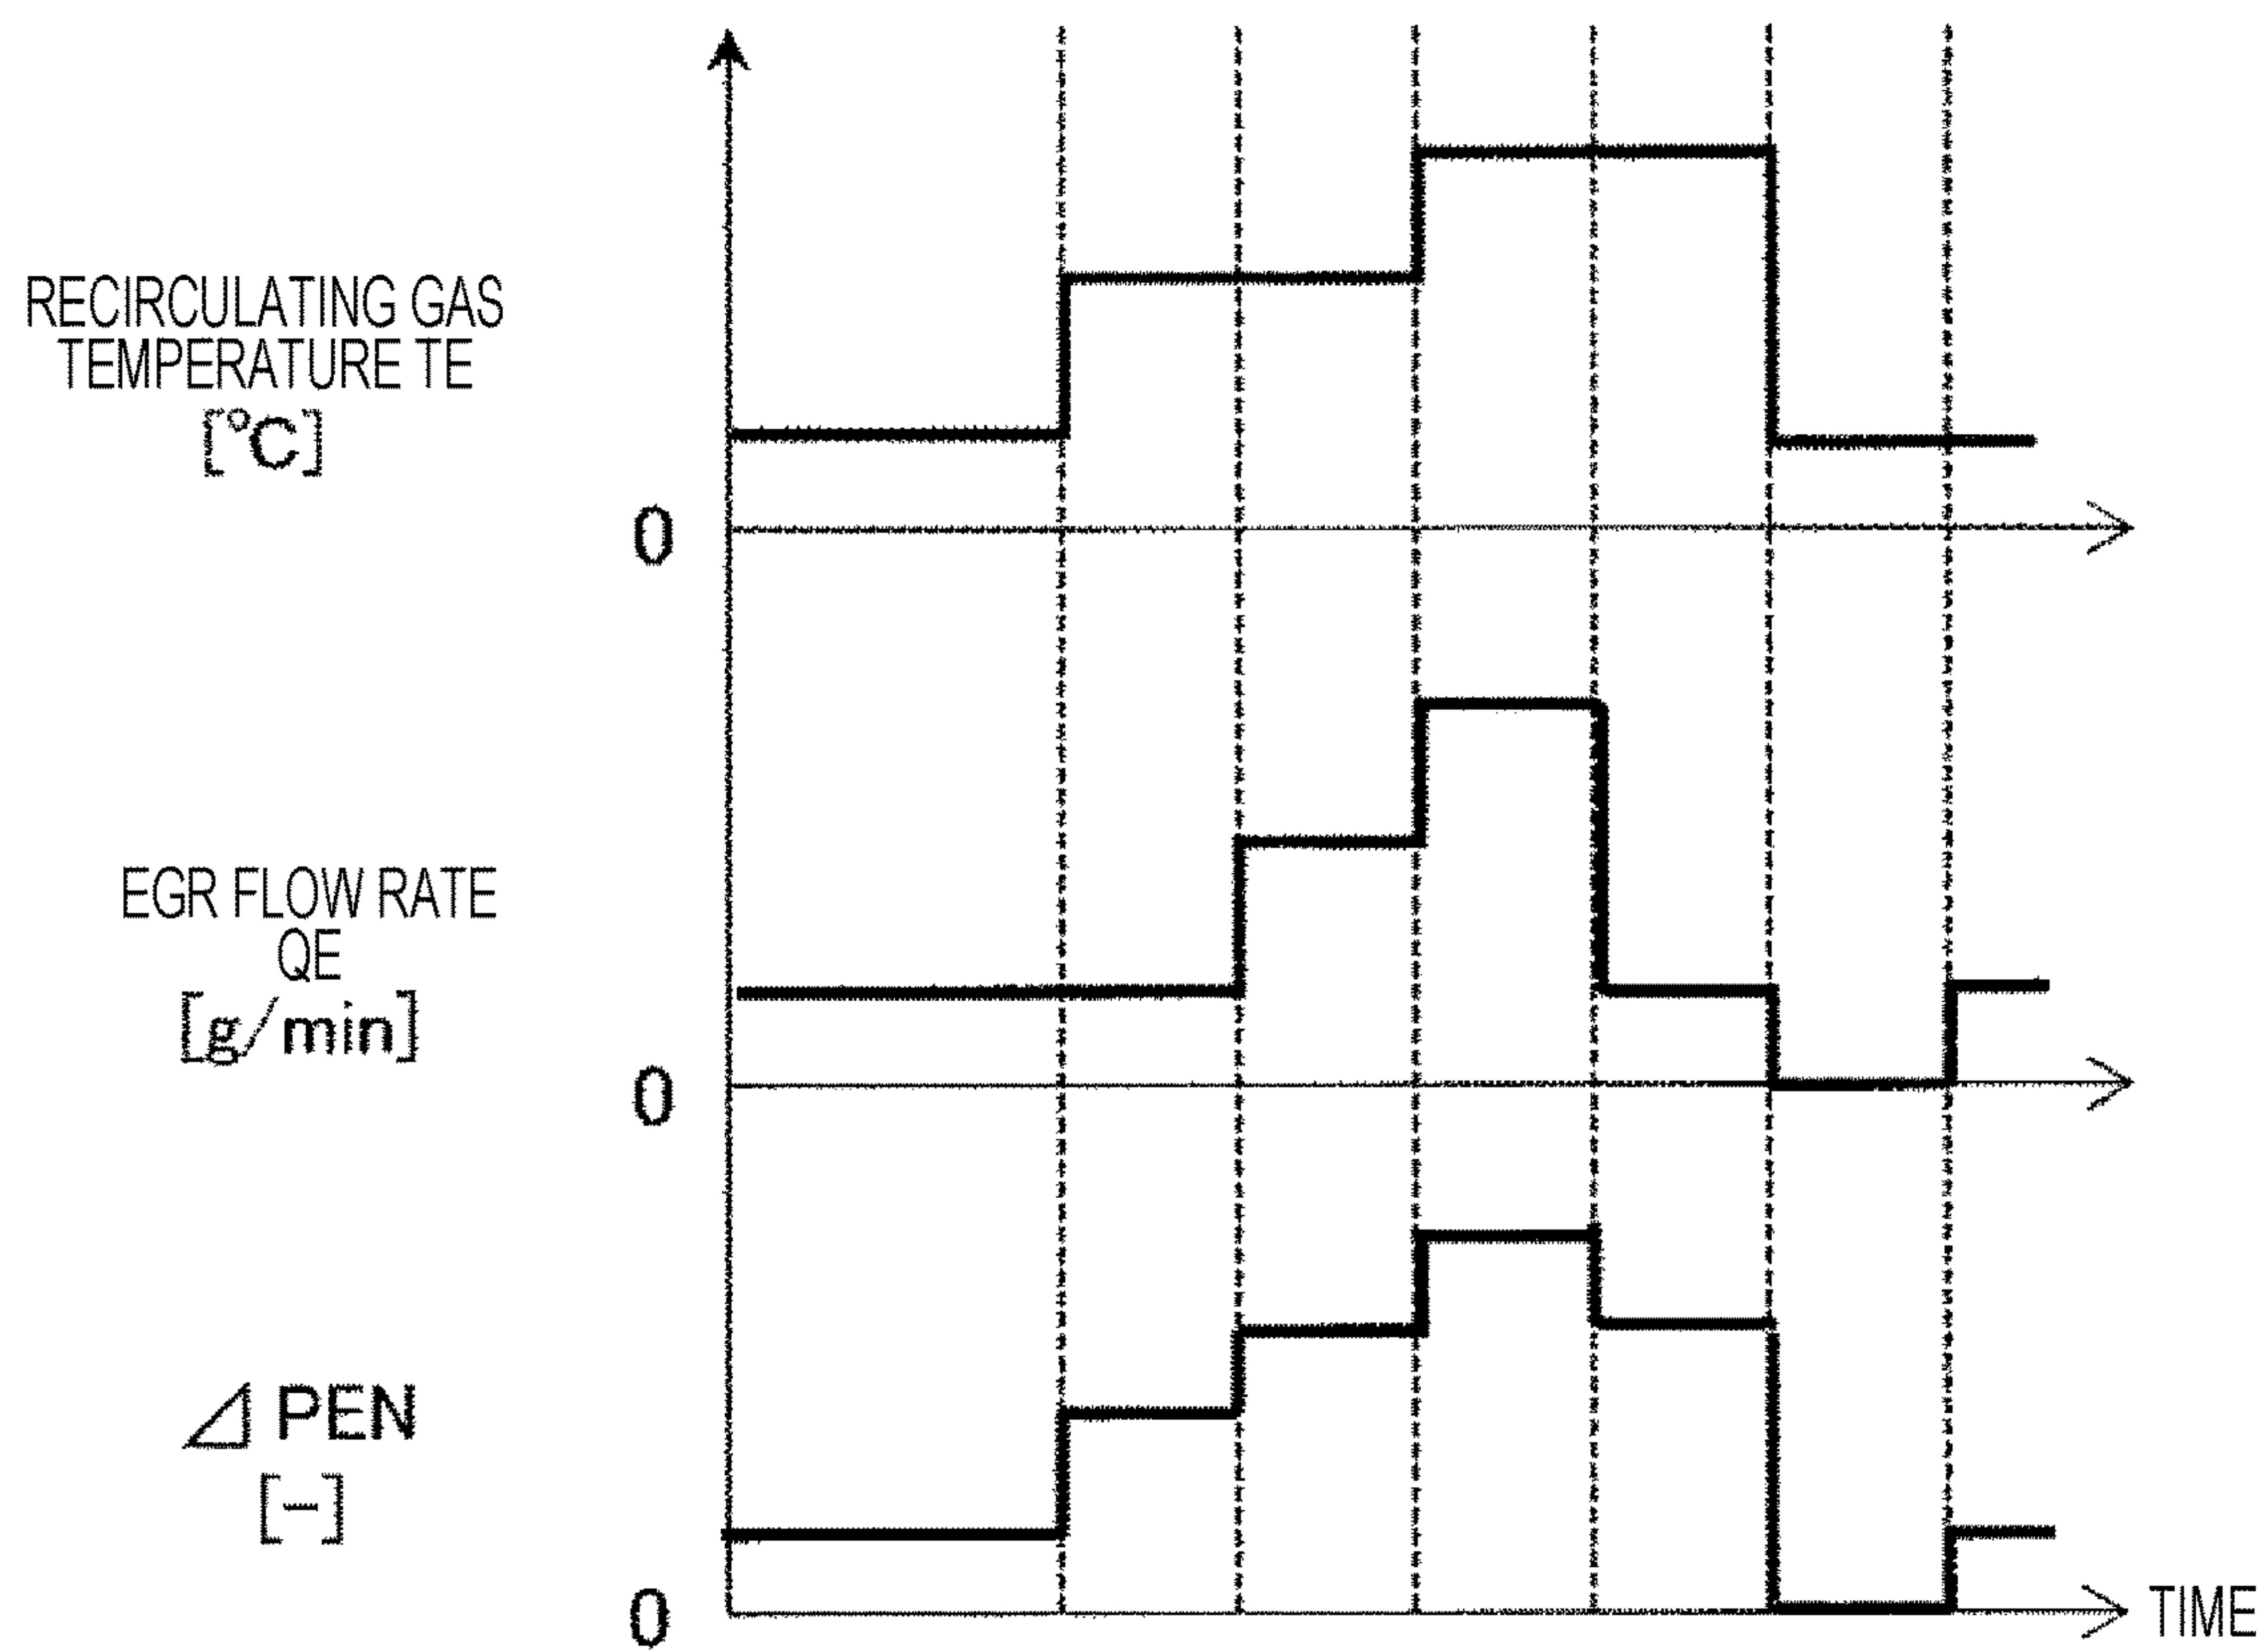 RECIRCULATING GAS
TEMPERATURE TE
[°C]
0
EGR FLOW RATE
QE
[g/min]
0
⊿ PEN
[−]
0
TIME